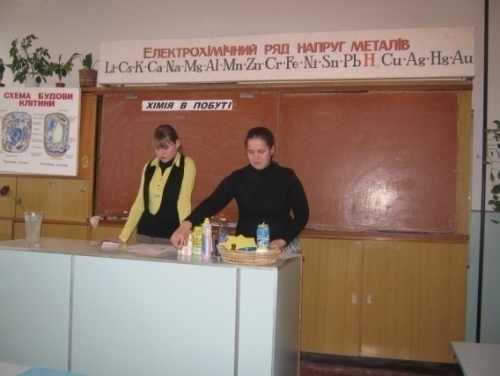 ЕЛЕКТРОХІМІЧНИЙ РЯД НАПРУГ МЕТАЛІВ
Li-Cs-K-Ca-Na-Mg-Al-Mn-Zn-Cr-Fe-Ni-Sn-Pb H₂ Cu-Ag-Hg-Au
ХІМІЯ В ПОБУТІ
СХЕМА БУДОВИ
КЛІТИНИ